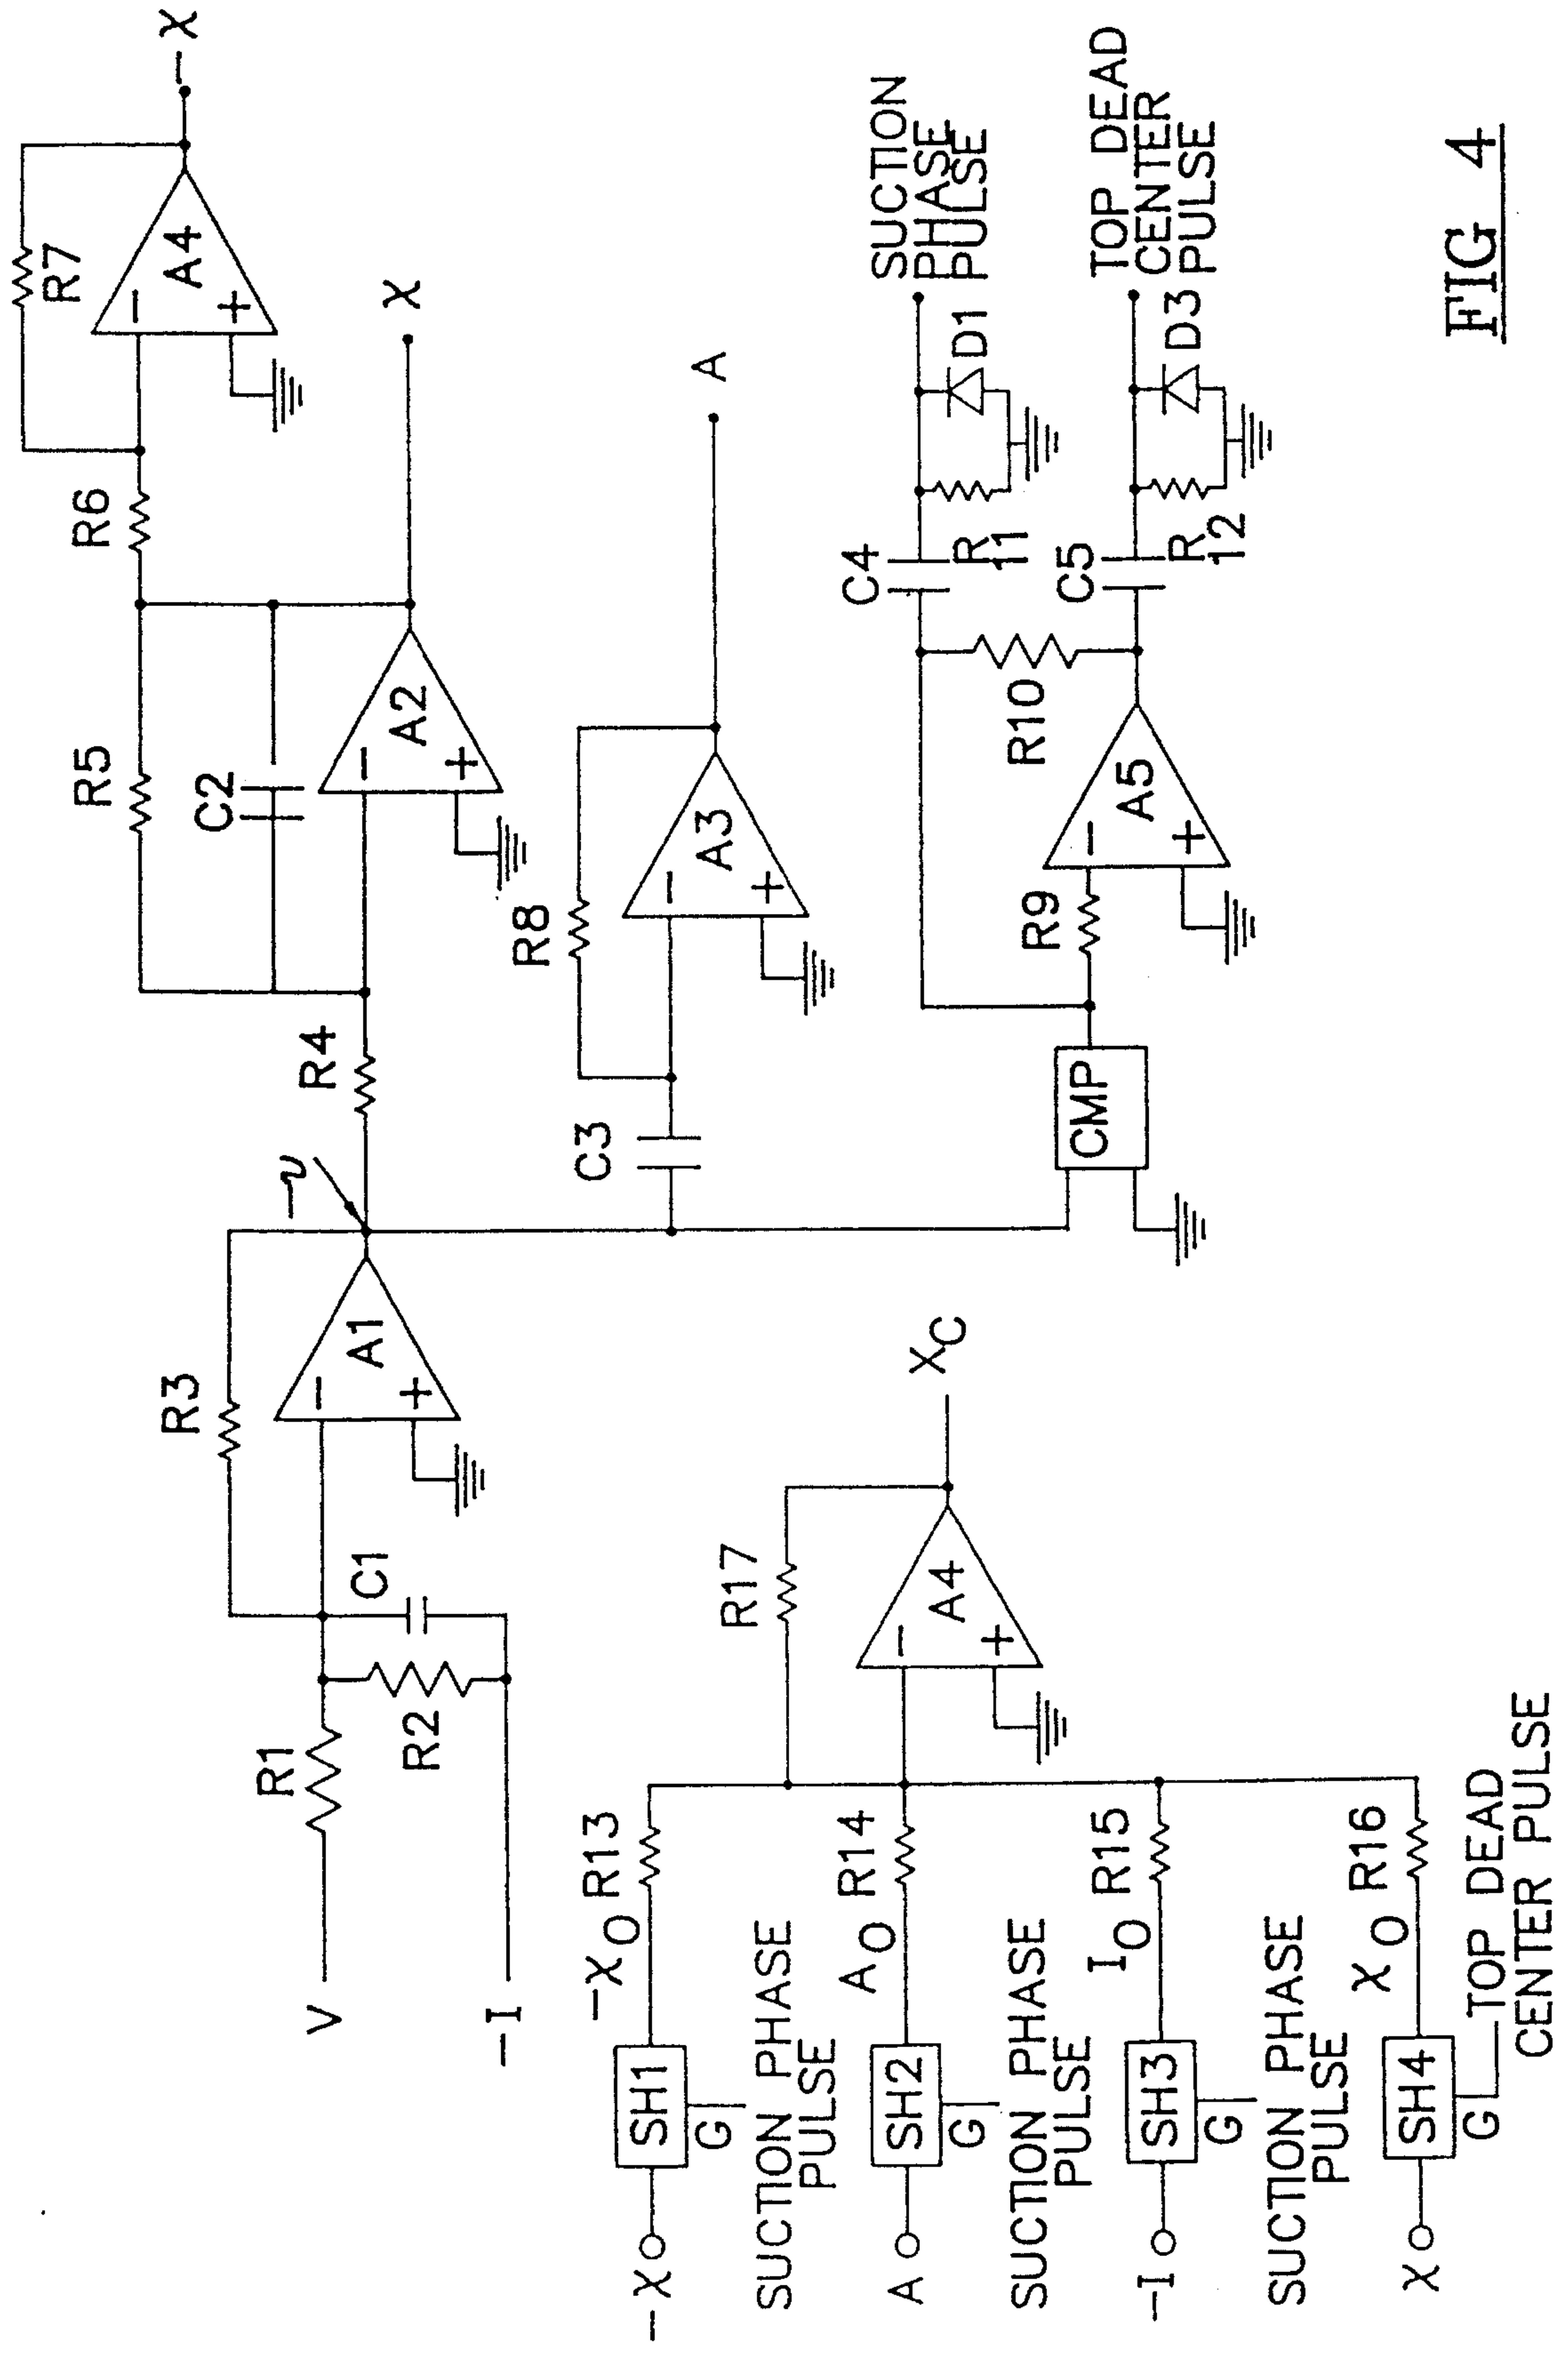 R7
A4
−
+
−χ
R6
R5
C2
A2
−
+
χ
R4
−υ
R3
A1
−
+
R1
R2
C1
V
−I
R8
C3
A3
−
+
A
C4
SUCTION
PHASE
PULSE
D1
R
11
R10
CMP
R9
A5
−
+
C5
TOP DEAD
CENTER
PULSE
D3
R
12
−χ
SH1
G
−χO
R13
SUCTION PHASE
PULSE
R17
A4
−
+
XC
A
SH2
G
AO
R14
SUCTION PHASE
PULSE
−I
SH3
G
IO
R15
SUCTION PHASE
PULSE
χ
SH4
G
χO
R16
TOP DEAD
CENTER PULSE
FIG 4